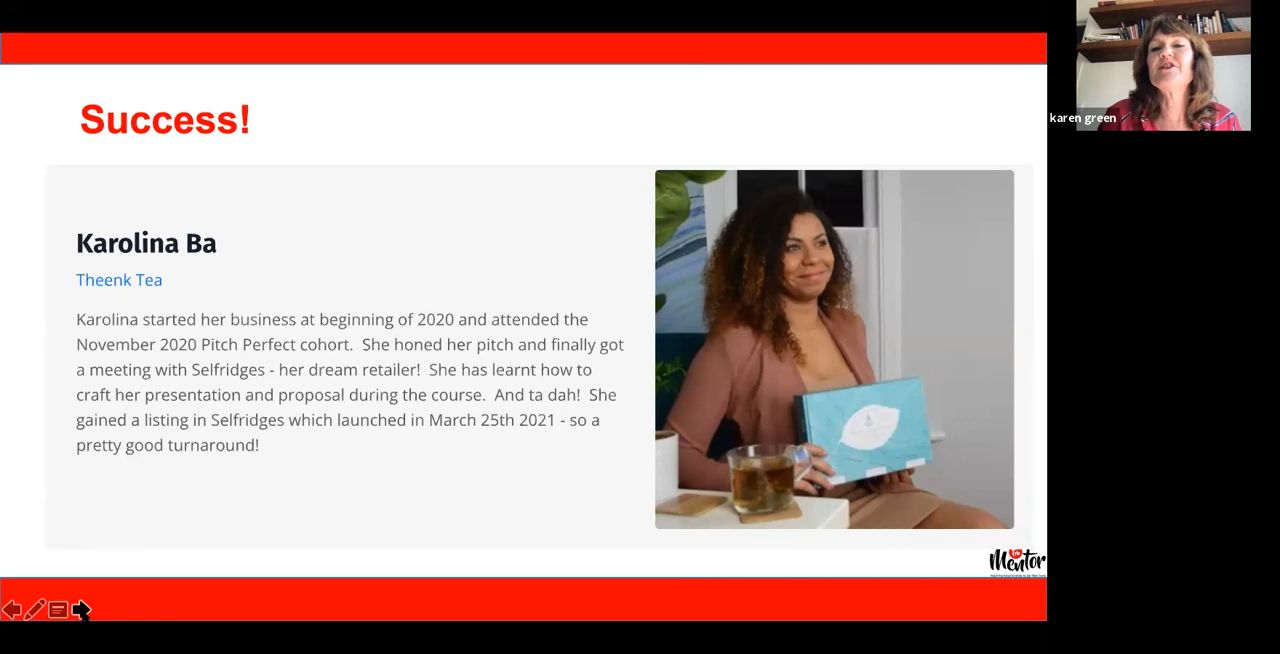 Success!
Karolina Ba
Theenk Tea
Karolina started her business at beginning of 2020 and attended the
November 2020 Pitch Perfect cohort.  She honed her pitch and finally got
a meeting with Selfridges - her dream retailer!  She has learnt how to
craft her presentation and proposal during the course.  And ta dah!  She
gained a listing in Selfridges which launched in March 25th 2021 - so a
pretty good turnaround!
karen green
Mentor